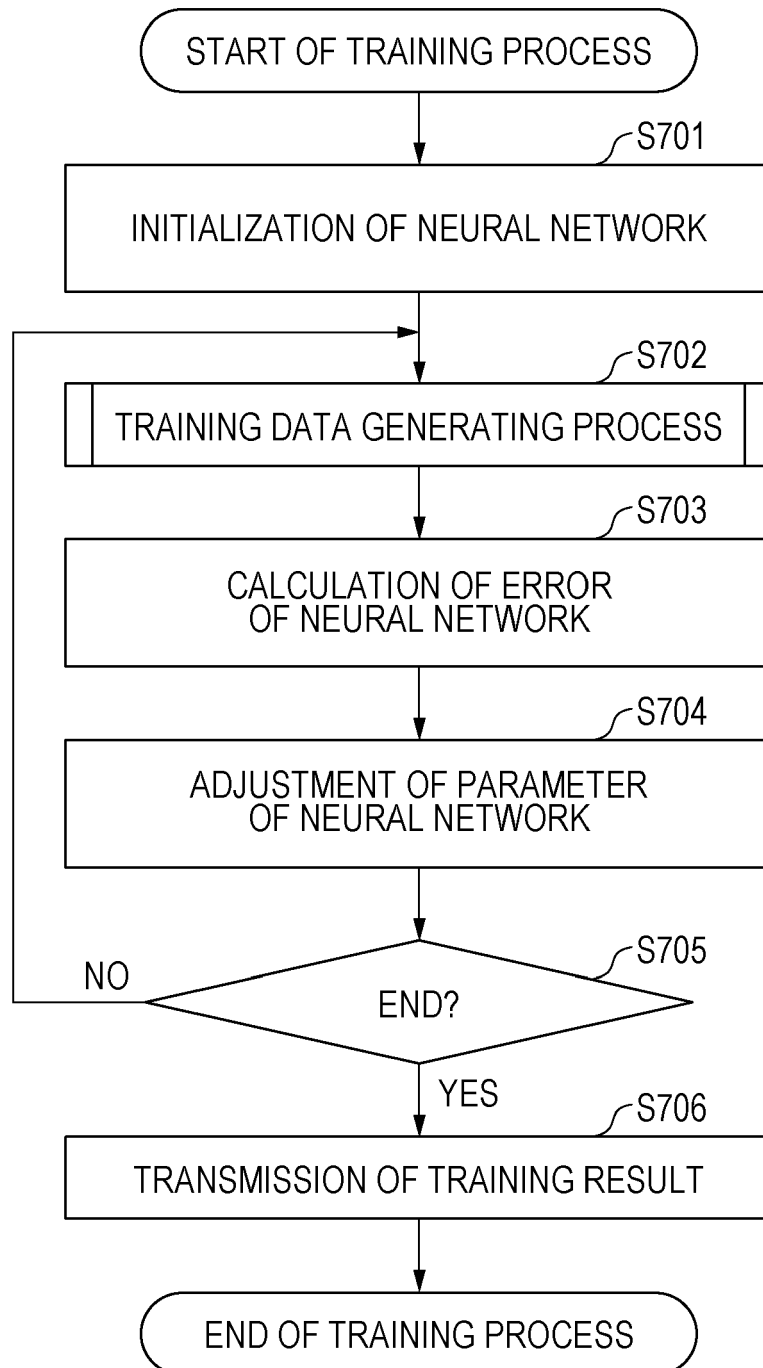 START OF TRAINING PROCESS
S701
INITIALIZATION OF NEURAL NETWORK
S702
TRAINING DATA GENERATING PROCESS
S703
CALCULATION OF ERROR
OF NEURAL NETWORK
S704
ADJUSTMENT OF PARAMETER
OF NEURAL NETWORK
S705
NO
END?
YES
S706
TRANSMISSION OF TRAINING RESULT
END OF TRAINING PROCESS